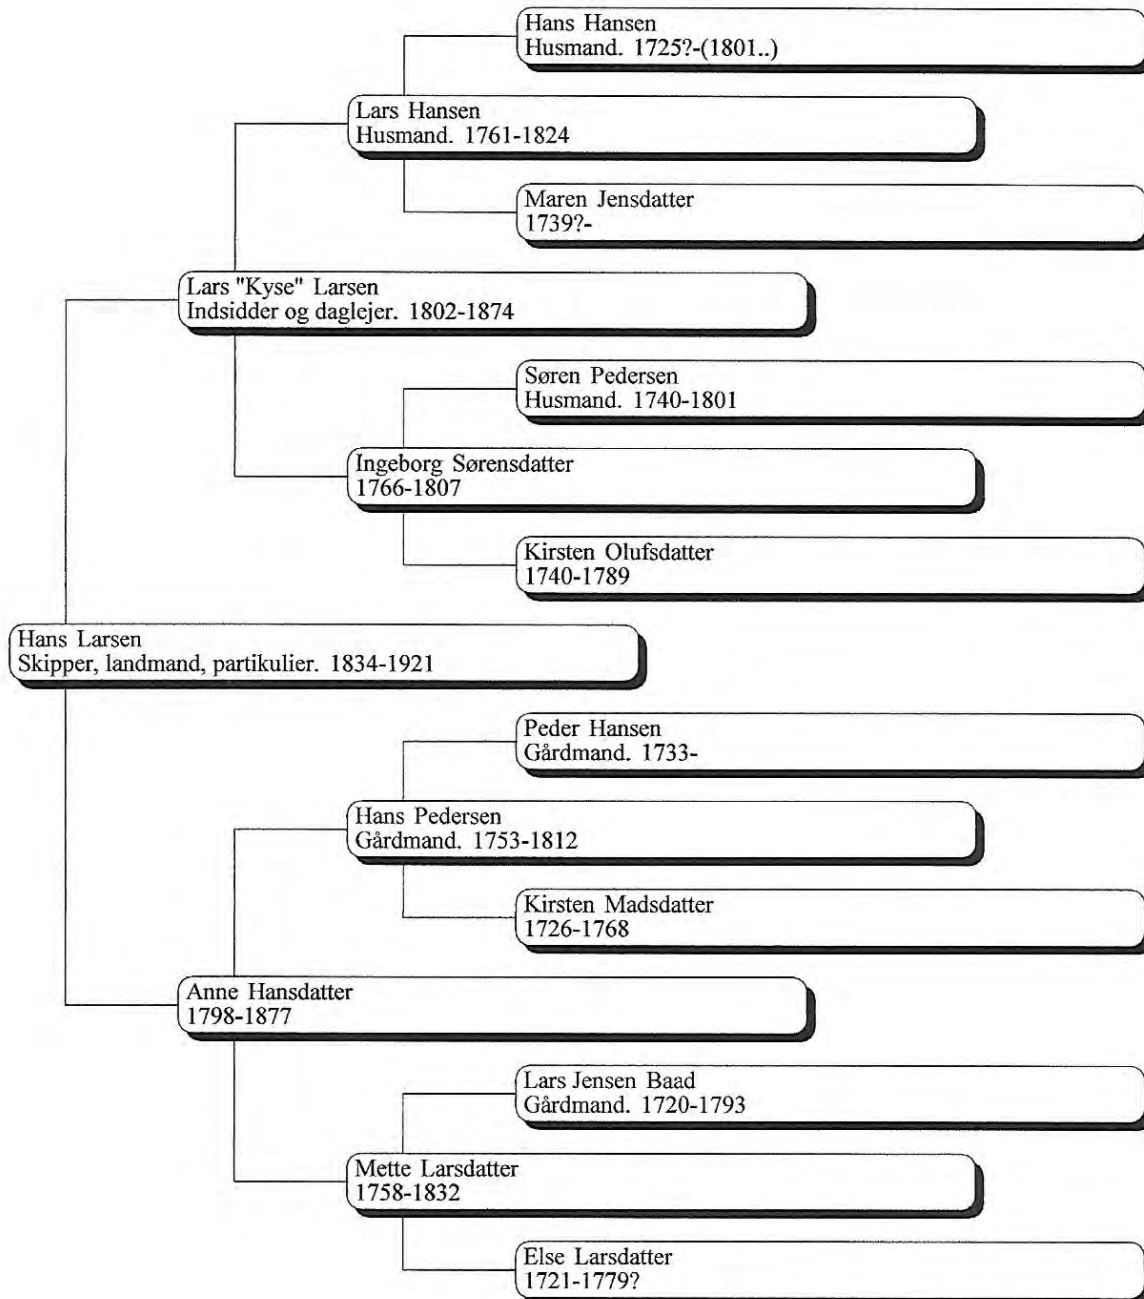 Hans Hansen
Husmand. 1725?-(1801..)
Lars Hansen
Husmand. 1761-1824
Maren Jensdatter
1739?-
Lars "Kyse" Larsen
Indsidder og daglejer. 1802-1874
Søren Pedersen
Husmand. 1740-1801
Ingeborg Sørensdatter
1766-1807
Kirsten Olufsdatter
1740-1789
Hans Larsen
Skipper, landmand, partikulier. 1834-1921
Peder Hansen
Gårdmand. 1733-
Hans Pedersen
Gårdmand. 1753-1812
Kirsten Madsdatter
1726-1768
Anne Hansdatter
1798-1877
Lars Jensen Baad
Gårdmand. 1720-1793
Mette Larsdatter
1758-1832
Else Larsdatter
1721-1779?